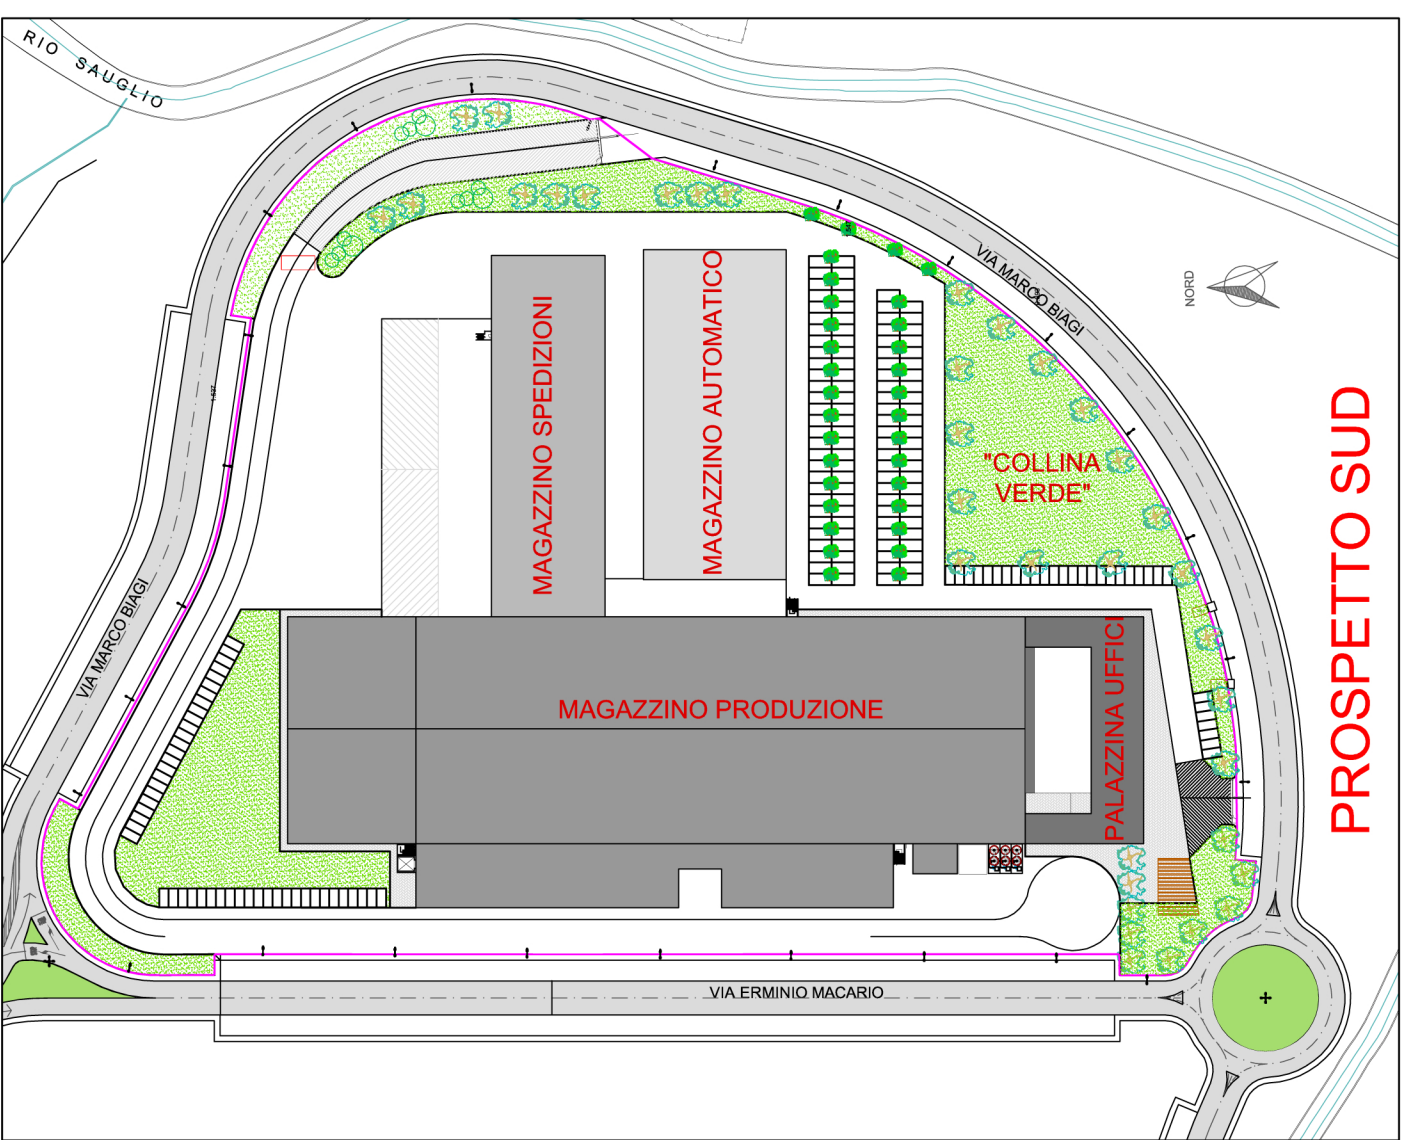 RIO SAUGLIO
VIA MARCO BIAGI
NORD
MAGAZZINO SPEDIZIONI
MAGAZZINO AUTOMATICO
"COLLINA
VERDE"
PROSPETTO SUD
VIA MARCO BIAGI
MAGAZZINO PRODUZIONE
PALAZZINA UFFICI
VIA ERMINIO MACARIO